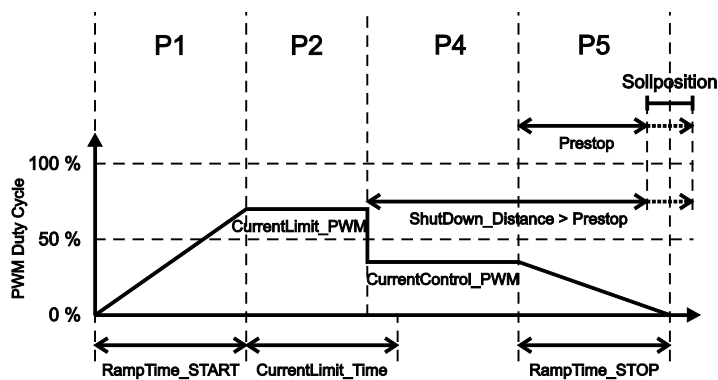 P1 P2 P4 P5
Sollposition
Prestop
100 %
ShutDown_Distance > Prestop
CurrentLimit_PWM
50 %
CurrentControl_PWM
0 %
PWM Duty Cycle
RampTime_START CurrentLimit_Time RampTime_STOP